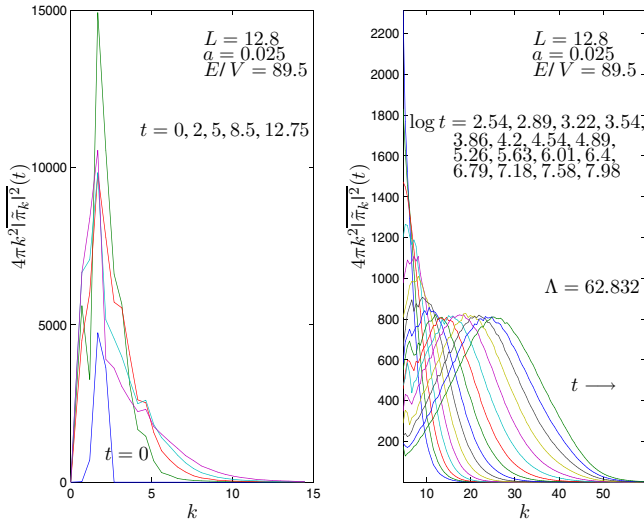 15000
10000
5000
0
0
5
10
15
k
4πk²|π̃ₖ|²(t)
L = 12.8
a = 0.025
E/V = 89.5
t = 0, 2, 5, 8.5, 12.75
t = 0
2200
2000
1800
1600
1400
1200
1000
800
600
400
200
10
20
30
40
50
k
4πk²|π̃ₖ|²(t)
L = 12.8
a = 0.025
E/V = 89.5
log t = 2.54, 2.89, 3.22, 3.54,
3.86, 4.2, 4.54, 4.89,
5.26, 5.63, 6.01, 6.4,
6.79, 7.18, 7.58, 7.98
Λ = 62.832
t ⟶